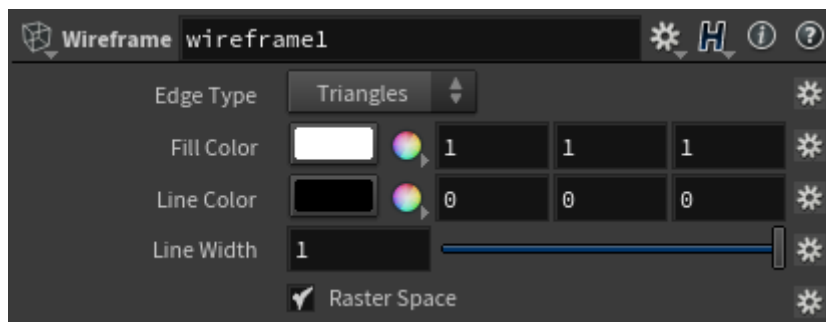 Wireframe wireframe1 H i ?
Edge Type Triangles
Fill Color 1 1 1
Line Color 0 0 0
Line Width 1
Raster Space